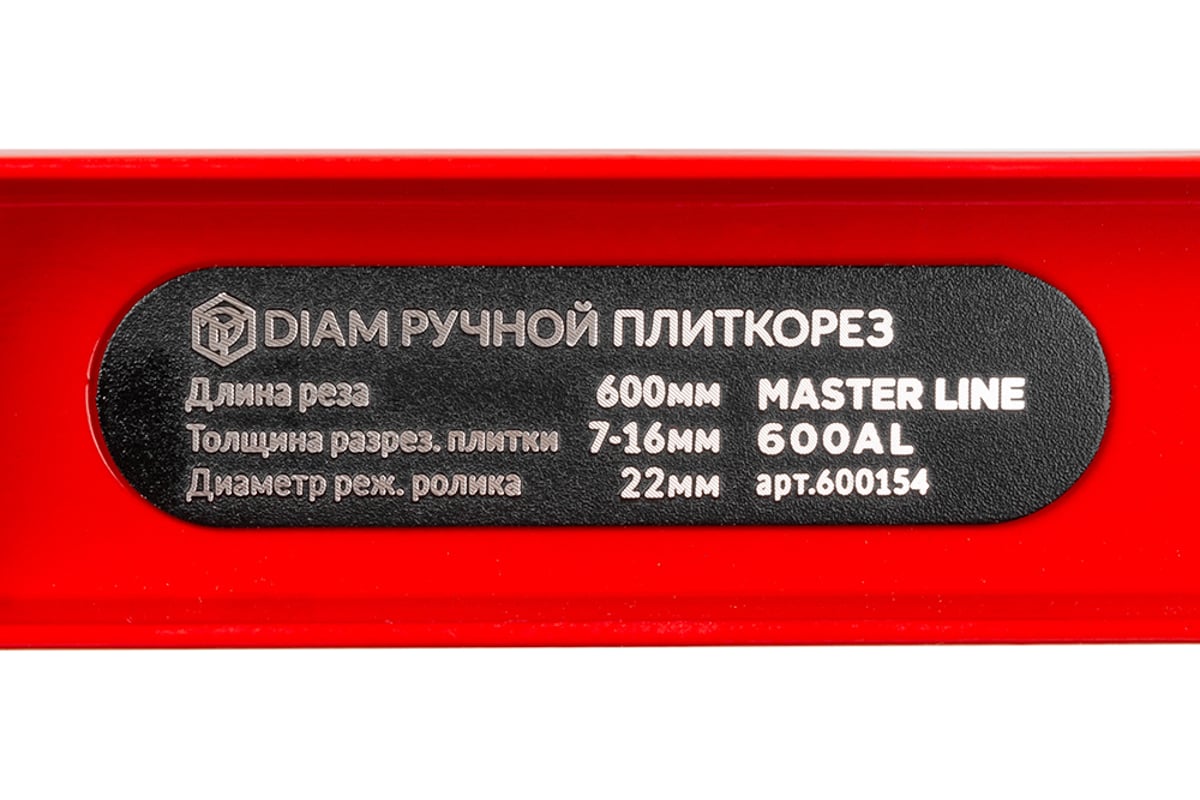 DIAM РУЧНОЙ ПЛИТКОРЕЗ
Длина реза 600мм MASTER LINE
Толщина разрез. плитки 7-16мм 600AL
Диаметр реж. ролика 22мм арт.600154